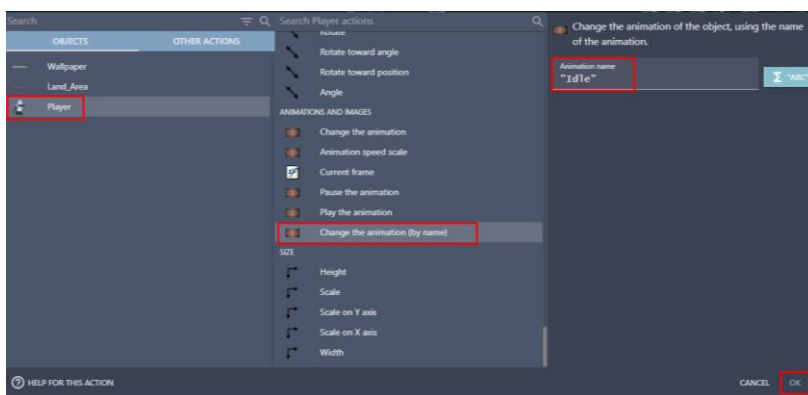 Search
OBJECTS
OTHER ACTIONS
Wallpaper
Land_Area
Player
Search Player actions
Rotate
Rotate toward angle
Rotate toward position
Angle
ANIMATIONS AND IMAGES
Change the animation
Animation speed scale
Current frame
Pause the animation
Play the animation
Change the animation (by name)
SIZE
Height
Scale
Scale on Y axis
Scale on X axis
Width
Change the animation of the object, using the name
of the animation.
Animation name
"Idle"
Σ "ABC"
HELP FOR THIS ACTION
CANCEL
OK